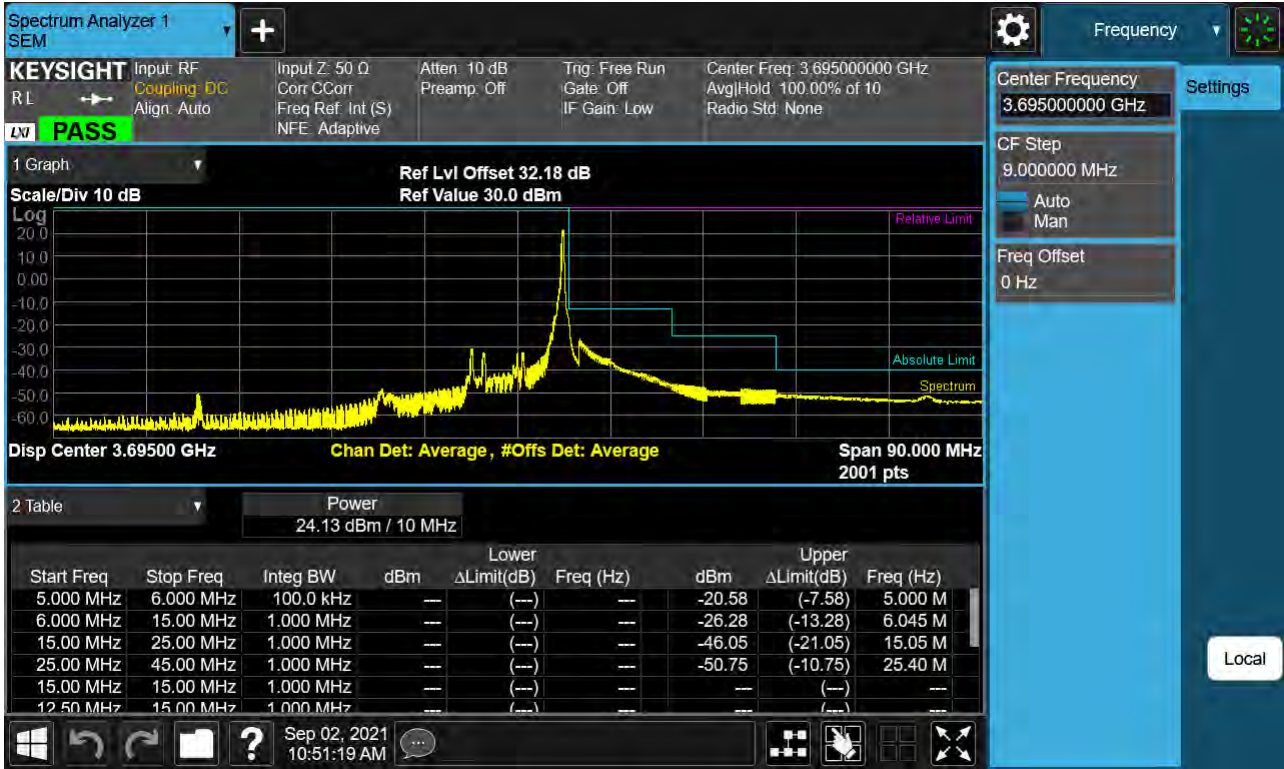 Spectrum Analyzer 1
SEM
Frequency
KEYSIGHT
R L
LXI PASS
Input: RF
Coupling: DC
Align: Auto
Input Z: 50 Ω
Corr CCorr
Freq Ref: Int (S)
NFE: Adaptive
Atten: 10 dB
Preamp: Off
Trig: Free Run
Gate: Off
IF Gain: Low
Center Freq: 3.695000000 GHz
Avg|Hold: 100.00% of 10
Radio Std: None
Center Frequency
3.695000000 GHz
Settings
CF Step
9.000000 MHz
Auto
Man
Freq Offset
0 Hz
1 Graph
Scale/Div 10 dB
Ref Lvl Offset 32.18 dB
Ref Value 30.0 dBm
Log
20.0
10.0
0.00
-10.0
-20.0
-30.0
-40.0
-50.0
-60.0
Relative Limit
Absolute Limit
Spectrum
Disp Center 3.69500 GHz
Chan Det: Average, #Offs Det: Average
Span 90.000 MHz
2001 pts
2 Table
Power
24.13 dBm / 10 MHz
Lower Upper
Start Freq Stop Freq Integ BW dBm ΔLimit(dB) Freq (Hz) dBm ΔLimit(dB) Freq (Hz)
5.000 MHz 6.000 MHz 100.0 kHz --- (---) --- -20.58 (-7.58) 5.000 M
6.000 MHz 15.00 MHz 1.000 MHz --- (---) --- -26.28 (-13.28) 6.045 M
15.00 MHz 25.00 MHz 1.000 MHz --- (---) --- -46.05 (-21.05) 15.05 M
25.00 MHz 45.00 MHz 1.000 MHz --- (---) --- -50.75 (-10.75) 25.40 M
15.00 MHz 15.00 MHz 1.000 MHz --- (---) --- --- (---) ---
12.50 MHz 15.00 MHz 1.000 MHz --- (---) --- --- (---) ---
Local
Sep 02, 2021
10:51:19 AM